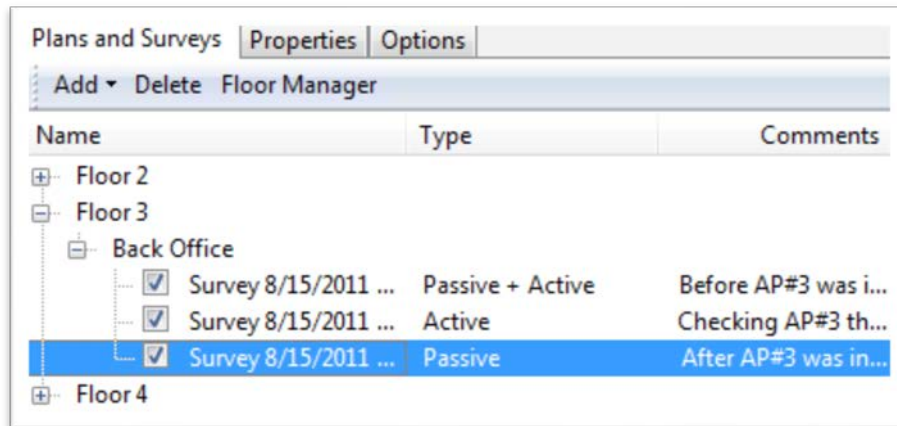 Plans and Surveys Properties Options
Add Delete Floor Manager
Name Type Comments
Floor 2
Floor 3
Back Office
Survey 8/15/2011 ... Passive + Active Before AP#3 was i...
Survey 8/15/2011 ... Active Checking AP#3 th...
Survey 8/15/2011 ... Passive After AP#3 was in...
Floor 4